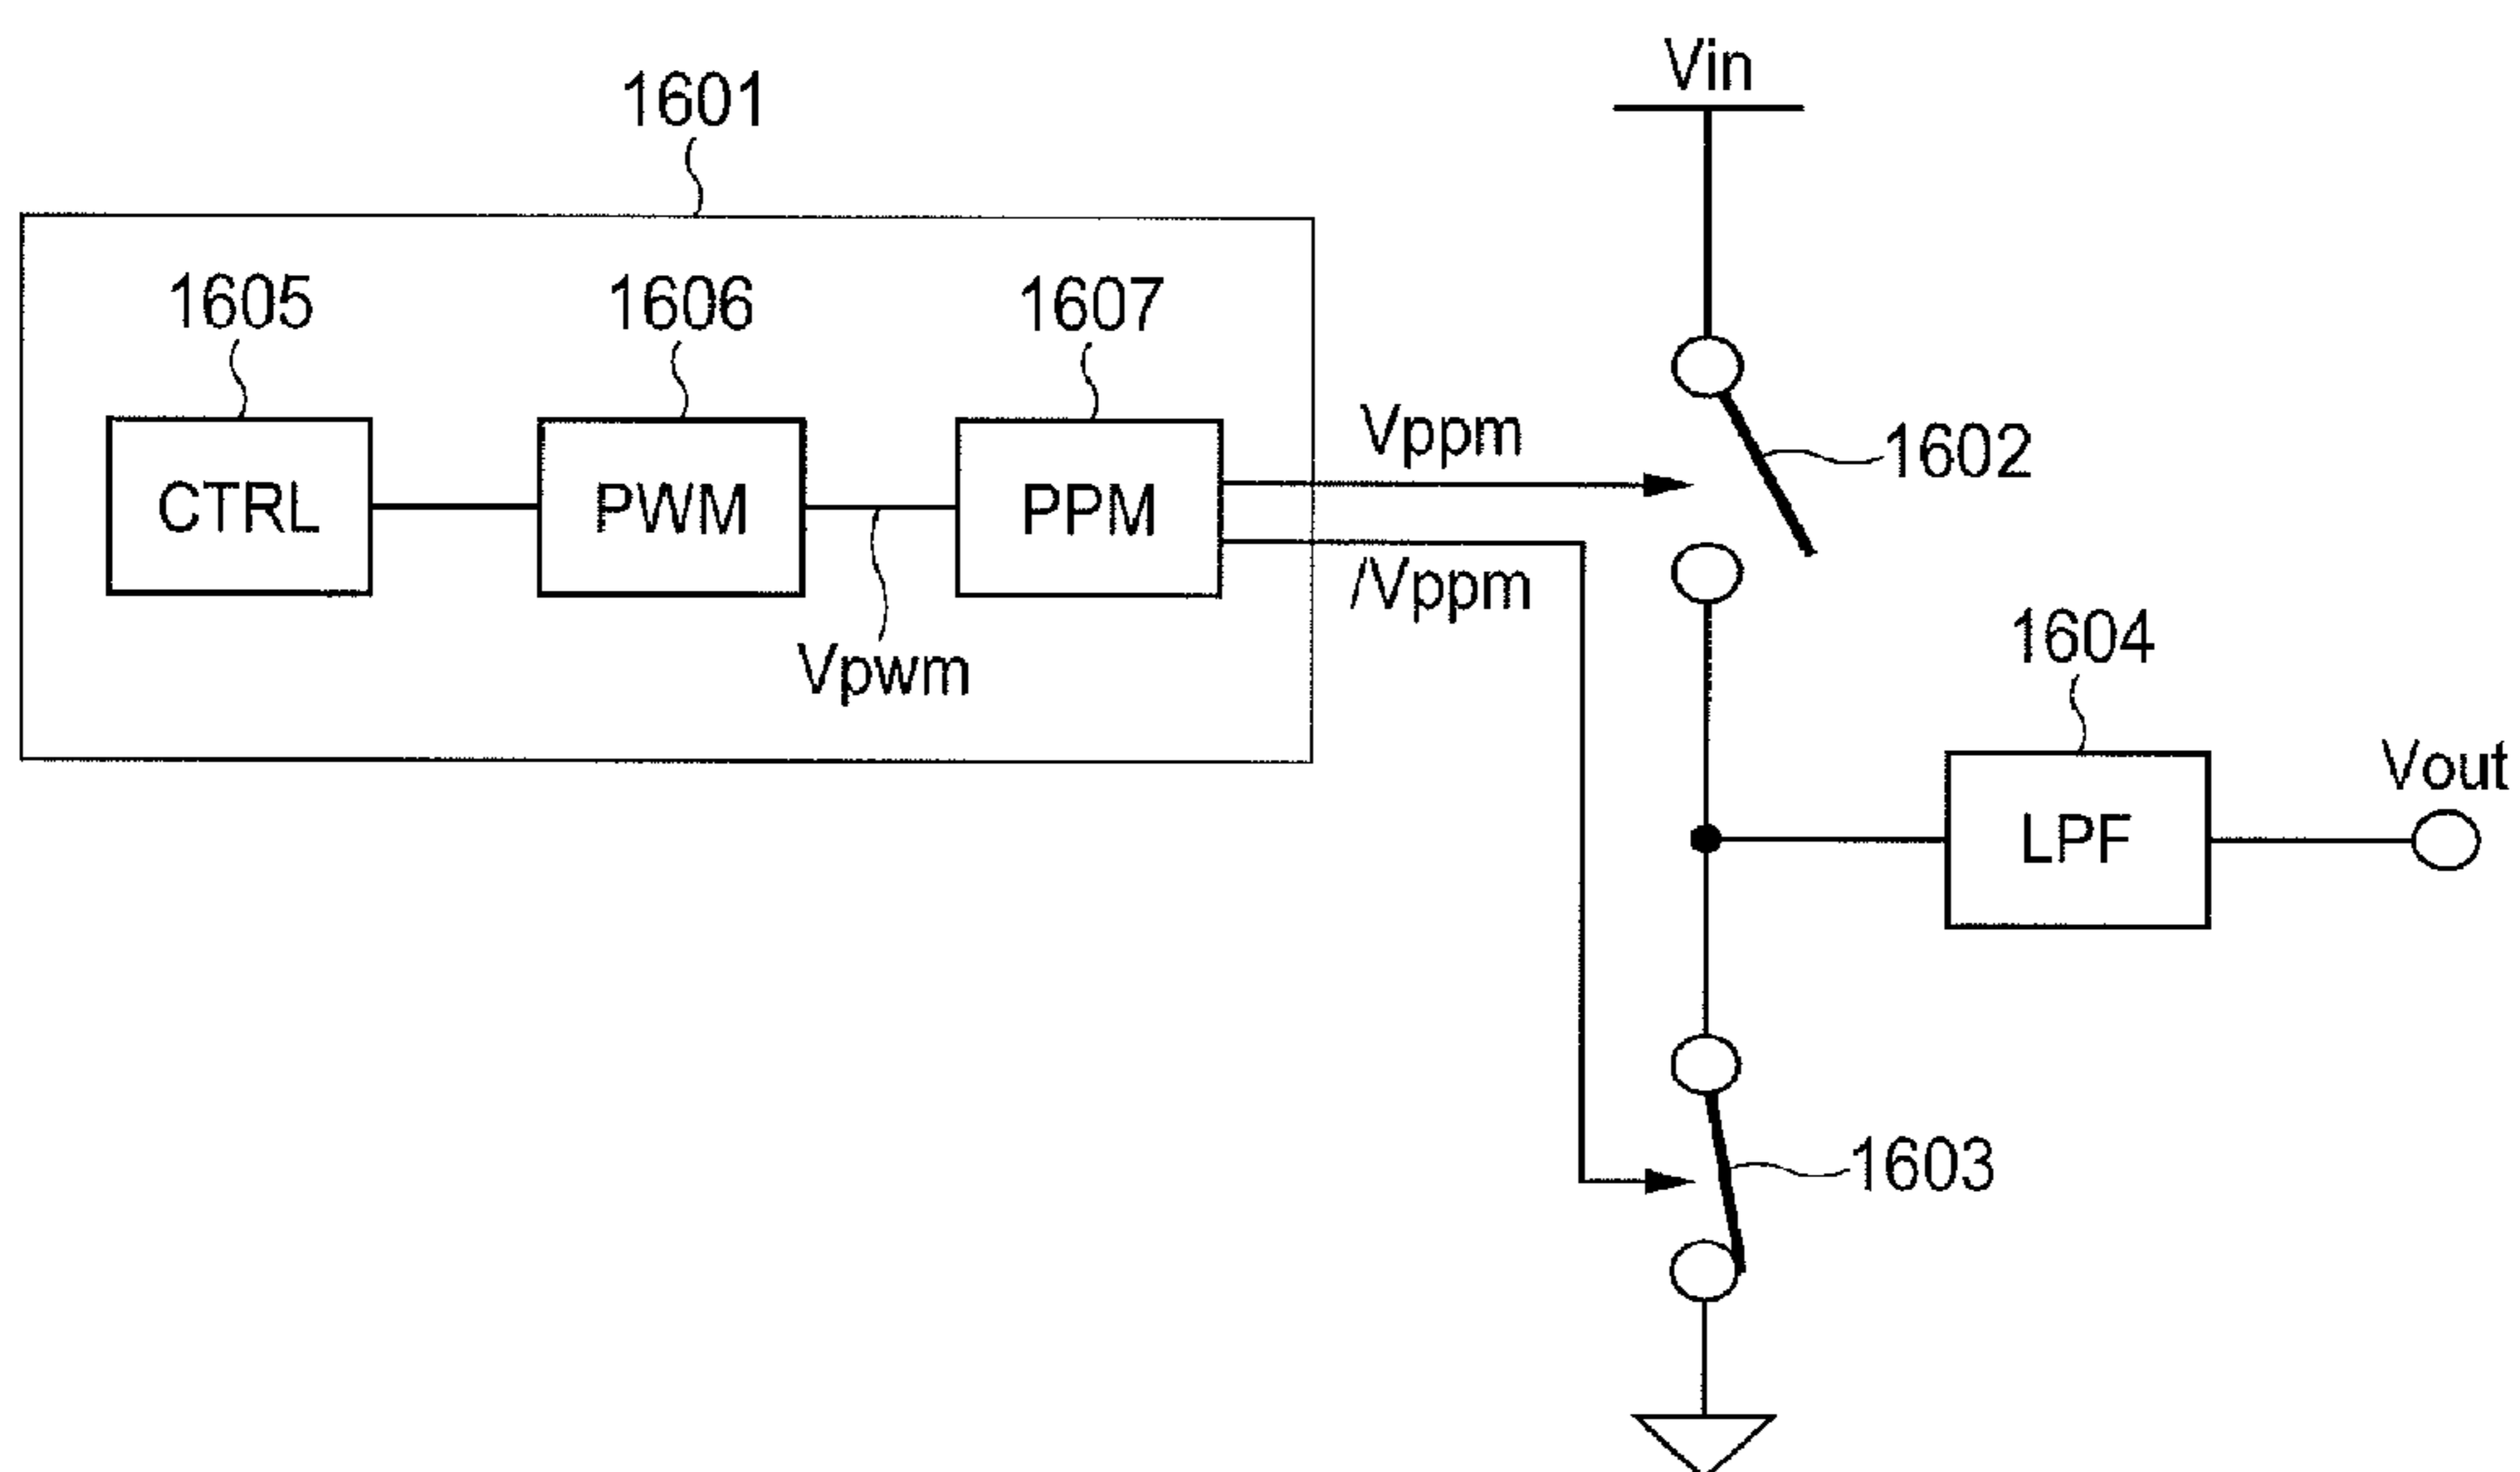 Vin
1601
1605
1606
1607
CTRL
PWM
PPM
Vpwm
Vppm
/Vppm
1602
1604
LPF
Vout
1603